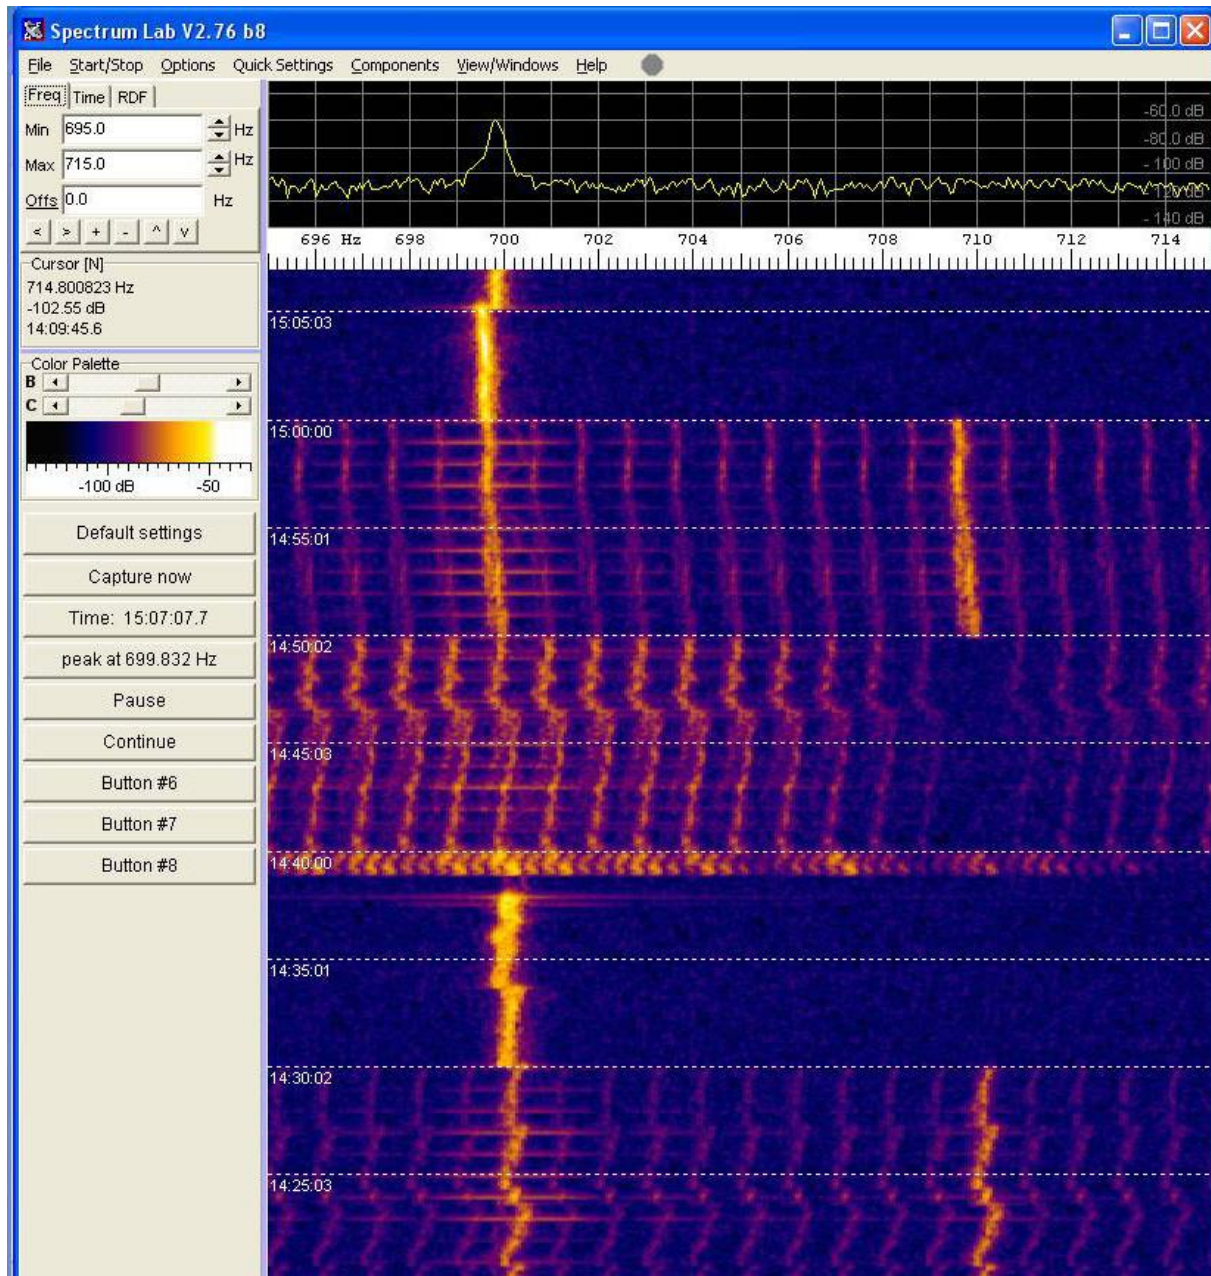 Spectrum Lab V2.76 b8
File Start/Stop Options Quick Settings Components View/Windows Help
Freq Time RDF
Min 695.0 Hz
Max 715.0 Hz
Offs 0.0 Hz
< > + - ^ v
Cursor [N]
714.800823 Hz
-102.55 dB
14:09:45.6
Color Palette
B
C
-100 dB -50
Default settings
Capture now
Time: 15:07:07.7
peak at 699.832 Hz
Pause
Continue
Button #6
Button #7
Button #8
-60.0 dB
-80.0 dB
-100 dB
-120 dB
-140 dB
696 Hz 698 700 702 704 706 708 710 712 714
15:05:03
15:00:00
14:55:01
14:50:02
14:45:03
14:40:00
14:35:01
14:30:02
14:25:03